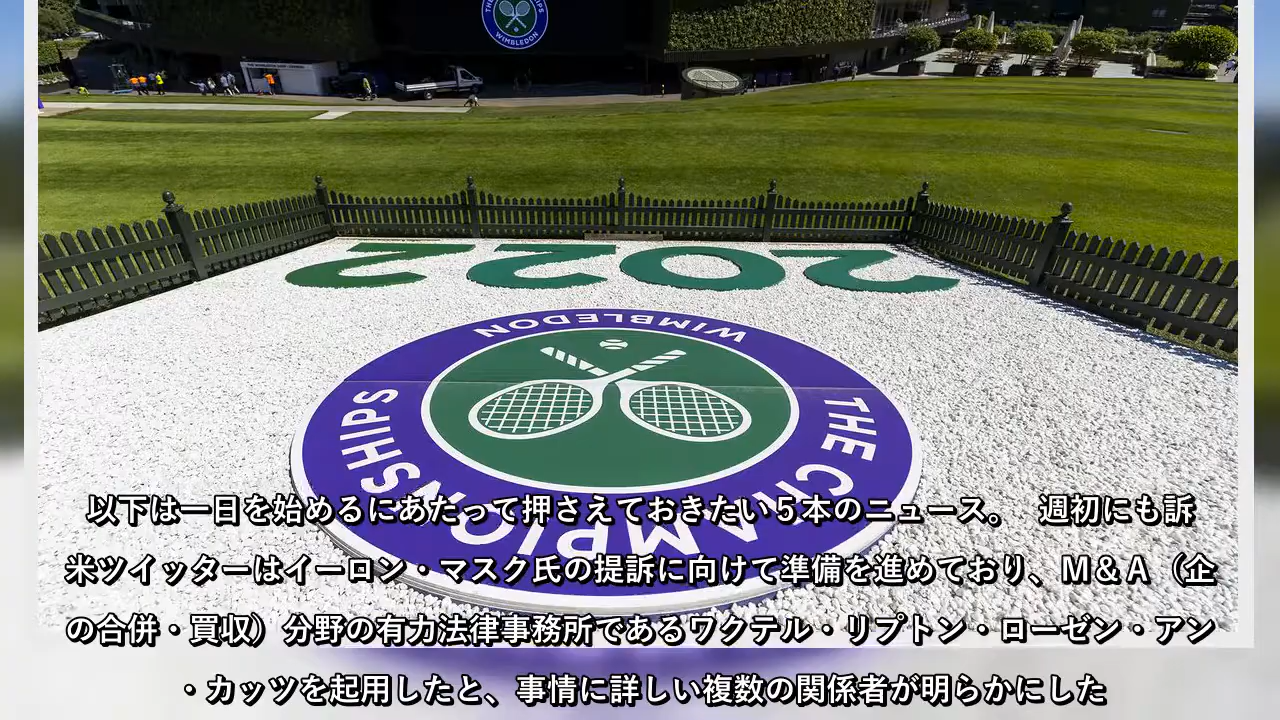 WIMBLEDON
2022
WIMBLEDON
THE CHAMPIONSHIPS
以下は一日を始めるにあたって押さえておきたい５本のニュース。　週初にも訴
米ツイッターはイーロン・マスク氏の提訴に向けて準備を進めており、Ｍ＆Ａ（企
の合併・買収）分野の有力法律事務所であるワクテル・リプトン・ローゼン・アン
・カッツを起用したと、事情に詳しい複数の関係者が明らかにした